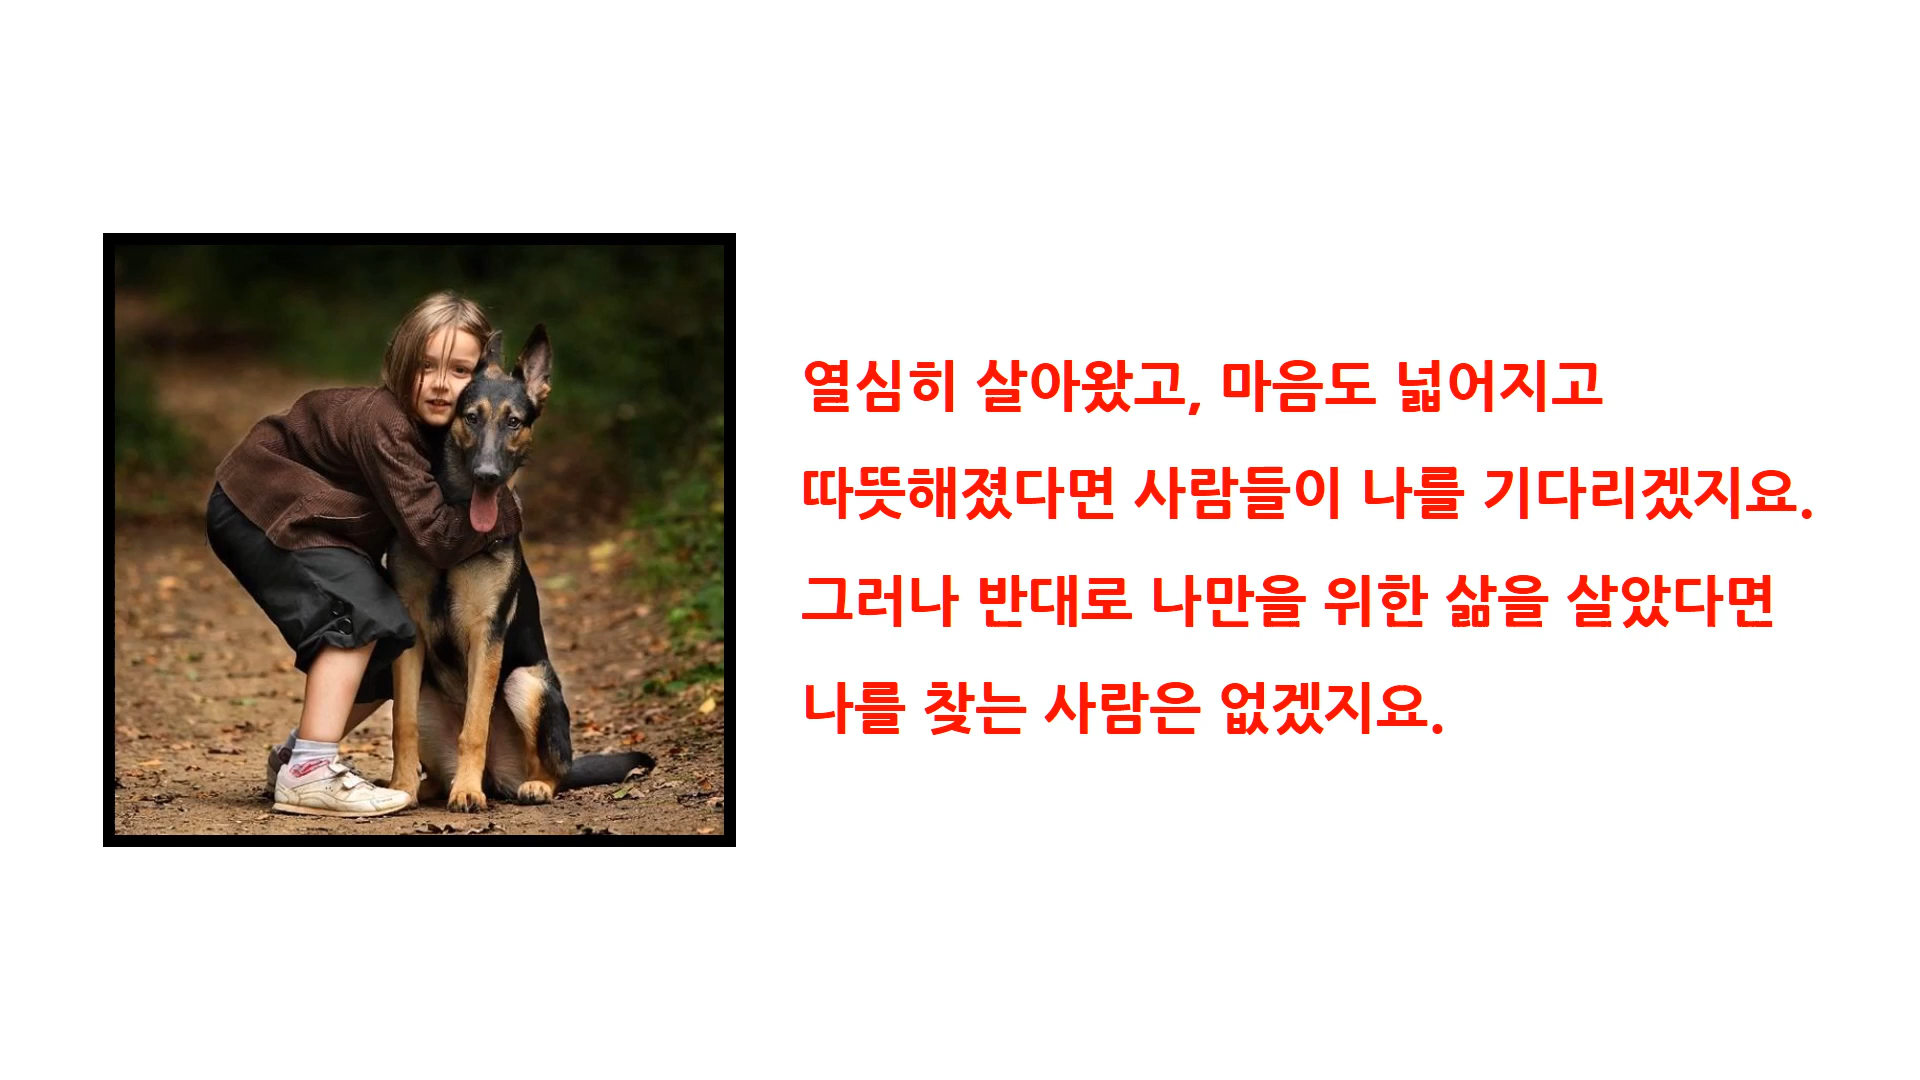 열심히 살아왔고, 마음도 넓어지고
따뜻해졌다면 사람들이 나를 기다리겠지요.
그러나 반대로 나만을 위한 삶을 살았다면
나를 찾는 사람은 없겠지요.